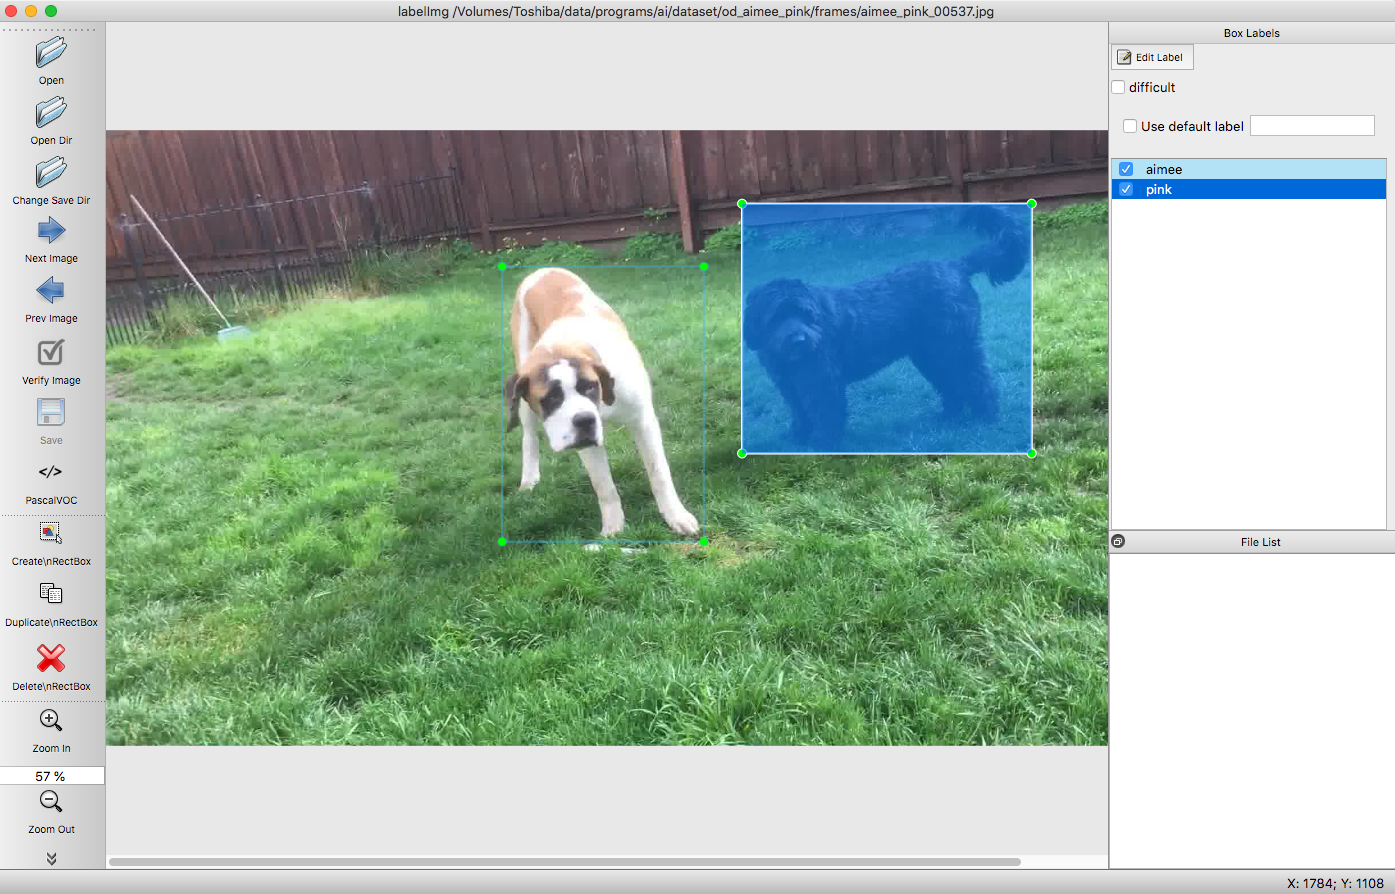 labelImg /Volumes/Toshiba/data/programs/ai/dataset/od_aimee_pink/frames/aimee_pink_00537.jpg
Open
Open Dir
Change Save Dir
Next Image
Prev Image
Verify Image
Save
</>
PascalVOC
Create\nRectBox
Duplicate\nRectBox
Delete\nRectBox
Zoom In
57 %
Zoom Out
Box Labels
Edit Label
difficult
Use default label
aimee
pink
File List
X: 1784; Y: 1108